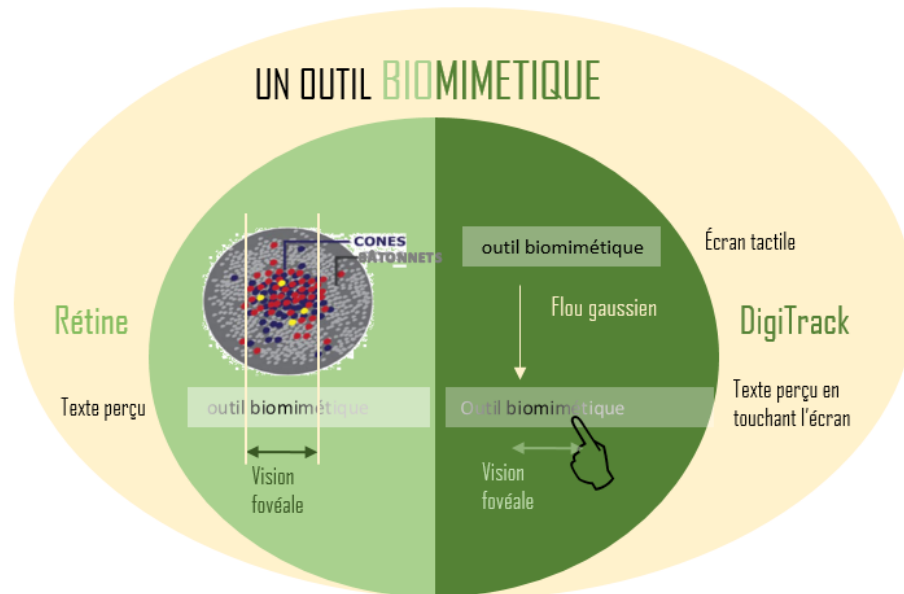 UN OUTIL BIOMIMETIQUE
CONES
BÂTONNETS
Rétine
Texte perçu
outil biomimétique
Vision
fovéale
outil biomimétique
Écran tactile
Flou gaussien
DigiTrack
Outil biomimétique
Texte perçu en
touchant l'écran
Vision
fovéale